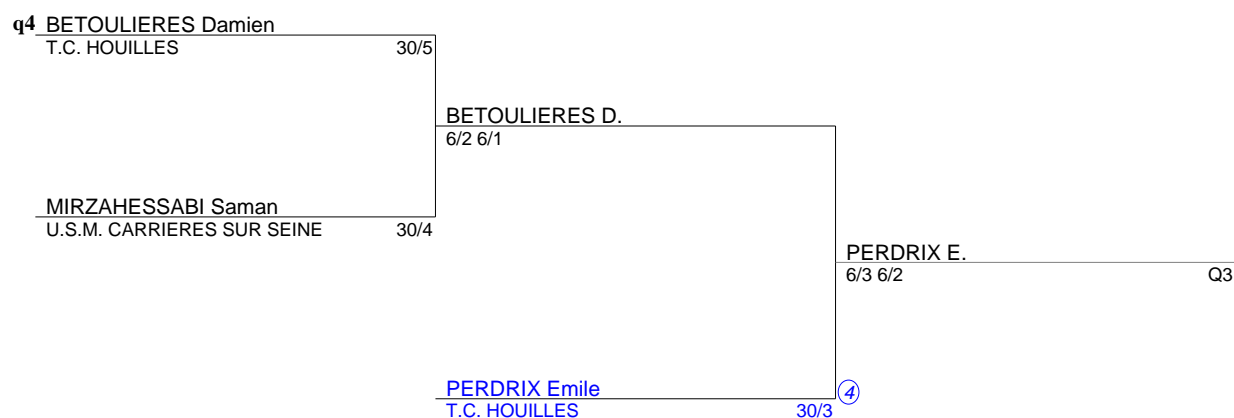 q4 BETOULIERES Damien
T.C. HOUILLES 30/5
BETOULIERES D.
6/2 6/1
MIRZAHESSABI Saman
U.S.M. CARRIERES SUR SEINE 30/4
PERDRIX E.
6/3 6/2 Q3
PERDRIX Emile 4
T.C. HOUILLES 30/3